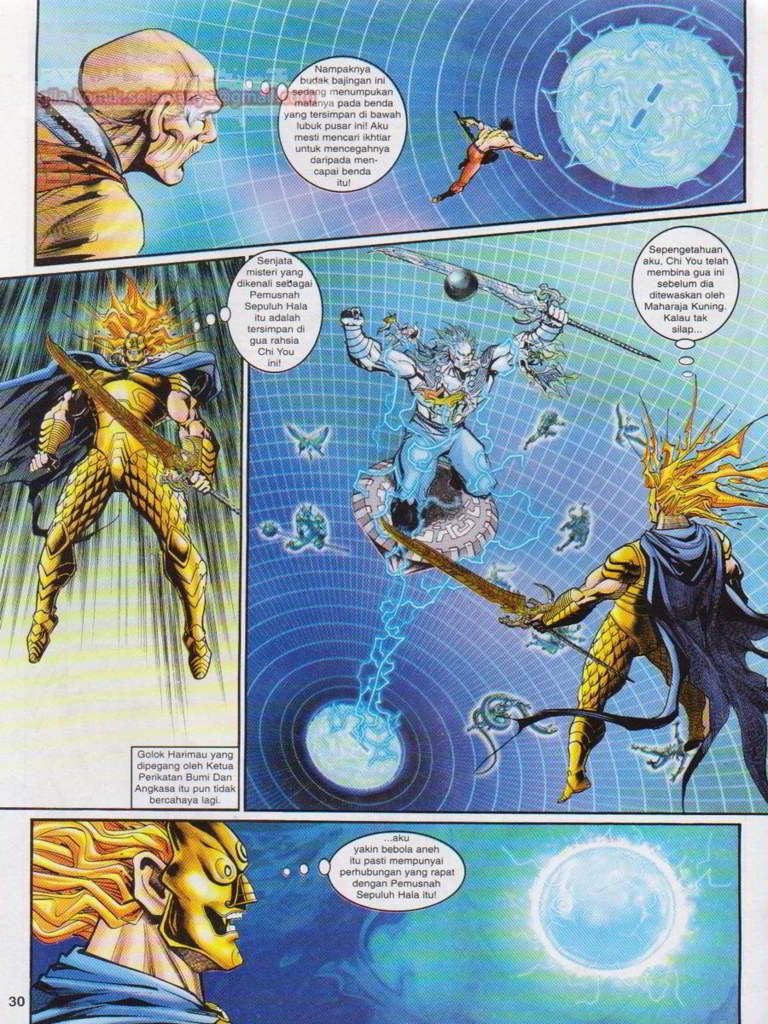 Nampaknya
budak bajingan ini
sedang menumpukan
matanya pada benda
yang tersimpan di bawah
lubuk pusar ini! Aku
mesti mencari ikhtiar
untuk mencegahnya
daripada men-
capai benda
itu!
Senjata
misteri yang
dikenali sebagai
Pemusnah
Sepuluh Hala
itu adalah
tersimpan di
gua rahsia
Chi You
ini!
Sepengetahuan
aku, Chi You telah
membina gua ini
sebelum dia
ditewaskan oleh
Maharaja Kuning.
Kalau tak
silap...
Golok Harimau yang
dipegang oleh Ketua
Perikatan Bumi Dan
Angkasa itu pun tidak
bercahaya lagi.
...aku
yakin bebola aneh
itu pasti mempunyai
perhubungan yang rapat
dengan Pemusnah
Sepuluh Hala itu!
30